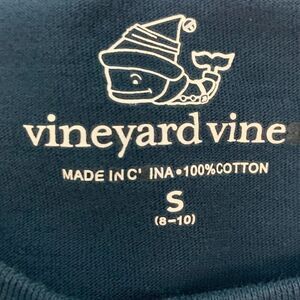 vineyard vine
MADE IN C' INA•100%COTTON
S
(8-10)